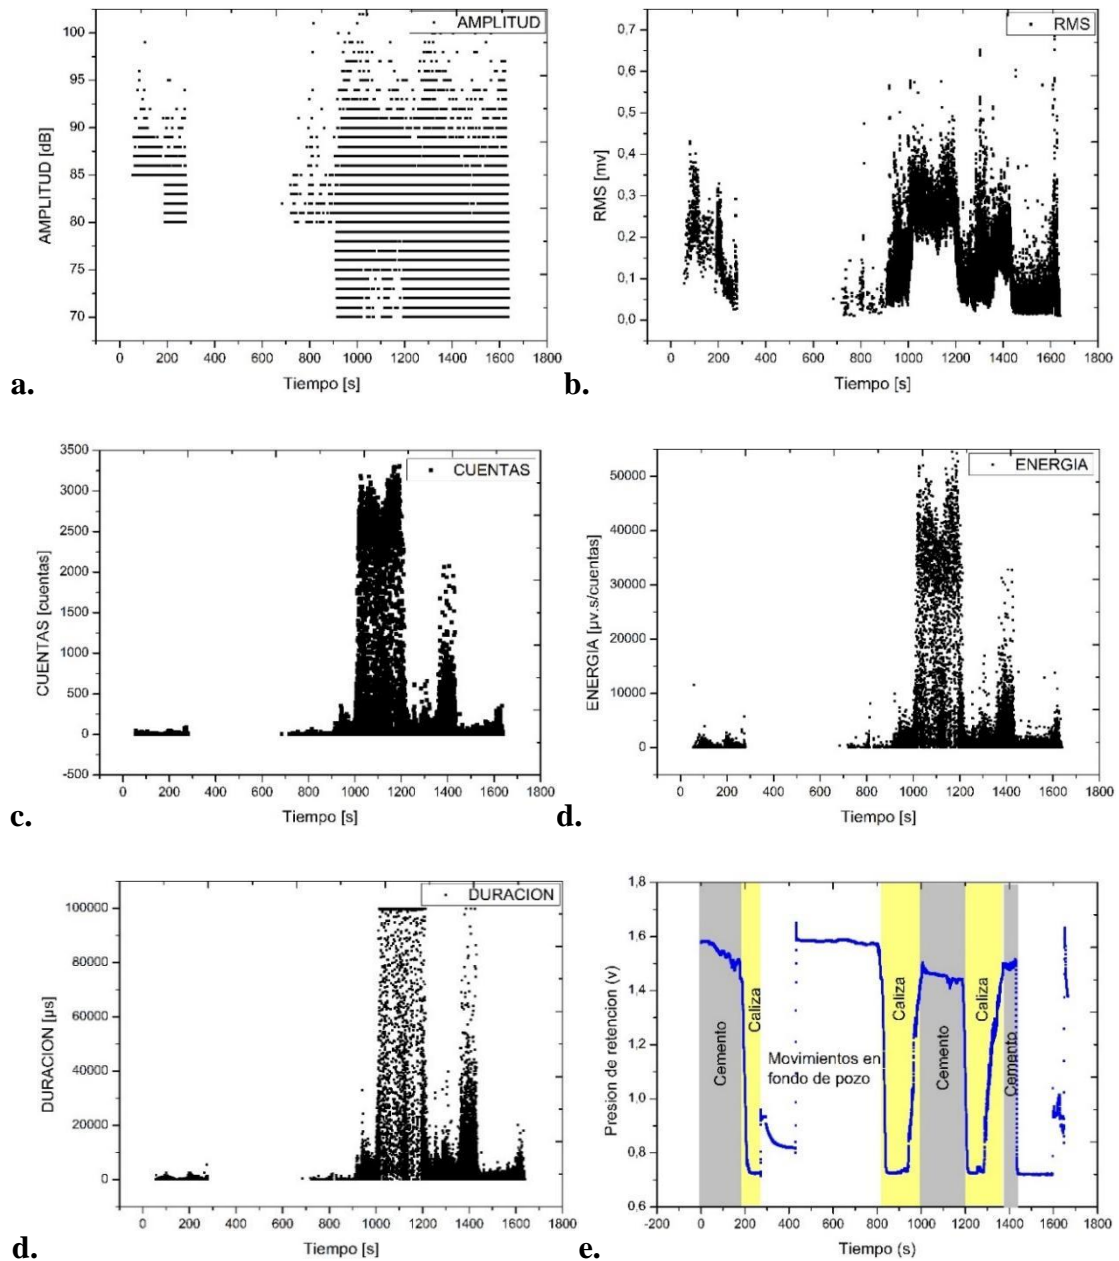 AMPLITUD
AMPLITUD [dB]
100
95
90
85
80
75
70
0 200 400 600 800 1000 1200 1400 1600 1800
Tiempo [s]
a.
RMS
RMS [mv]
0,7
0,6
0,5
0,4
0,3
0,2
0,1
0,0
0 200 400 600 800 1000 1200 1400 1600 1800
Tiempo [s]
b.
CUENTAS
CUENTAS [cuentas]
3500
3000
2500
2000
1500
1000
500
0
-500
0 200 400 600 800 1000 1200 1400 1600 1800
Tiempo [s]
c.
ENERGIA
ENERGIA [µv.s/cuentas]
50000
40000
30000
20000
10000
0
0 200 400 600 800 1000 1200 1400 1600 1800
Tiempo [s]
d.
DURACION
DURACION [µs]
100000
80000
60000
40000
20000
0
0 200 400 600 800 1000 1200 1400 1600 1800
Tiempo [s]
d.
Presion de retencion (v)
1.8
1.6
1.4
1.2
1.0
0.8
0.6
Cemento
Caliza
Movimientos en
fondo de pozo
Caliza
Cemento
Caliza
Cemento
-200 0 200 400 600 800 1000 1200 1400 1600 1800
Tiempo (s)
e.